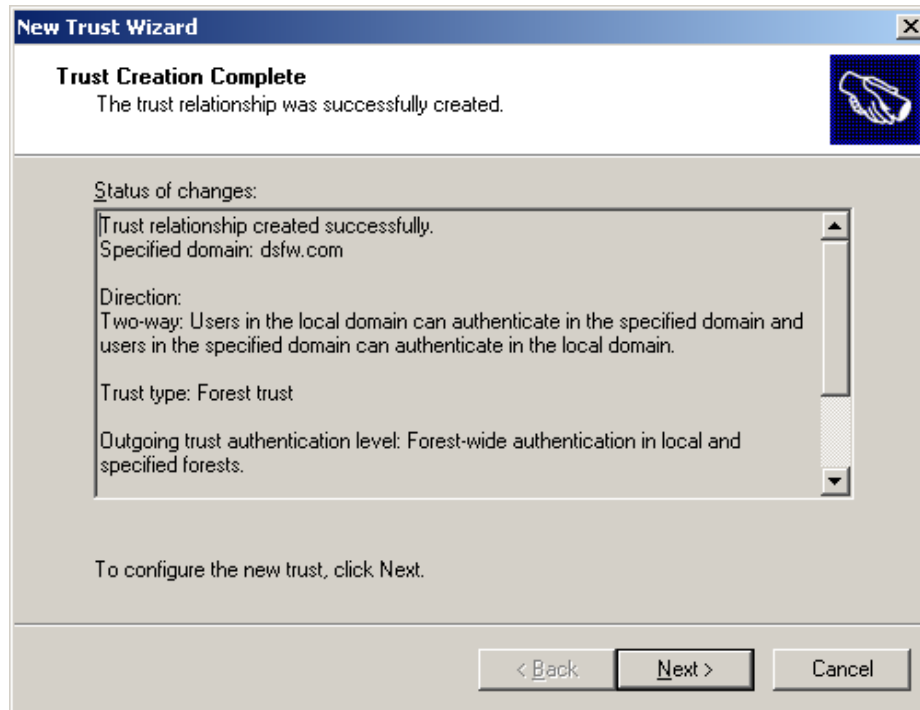 New Trust Wizard
Trust Creation Complete
The trust relationship was successfully created.
Status of changes:
Trust relationship created successfully.
Specified domain: dsfw.com
Direction:
Two-way: Users in the local domain can authenticate in the specified domain and
users in the specified domain can authenticate in the local domain.
Trust type: Forest trust
Outgoing trust authentication level: Forest-wide authentication in local and
specified forests.
To configure the new trust, click Next.
< Back Next > Cancel